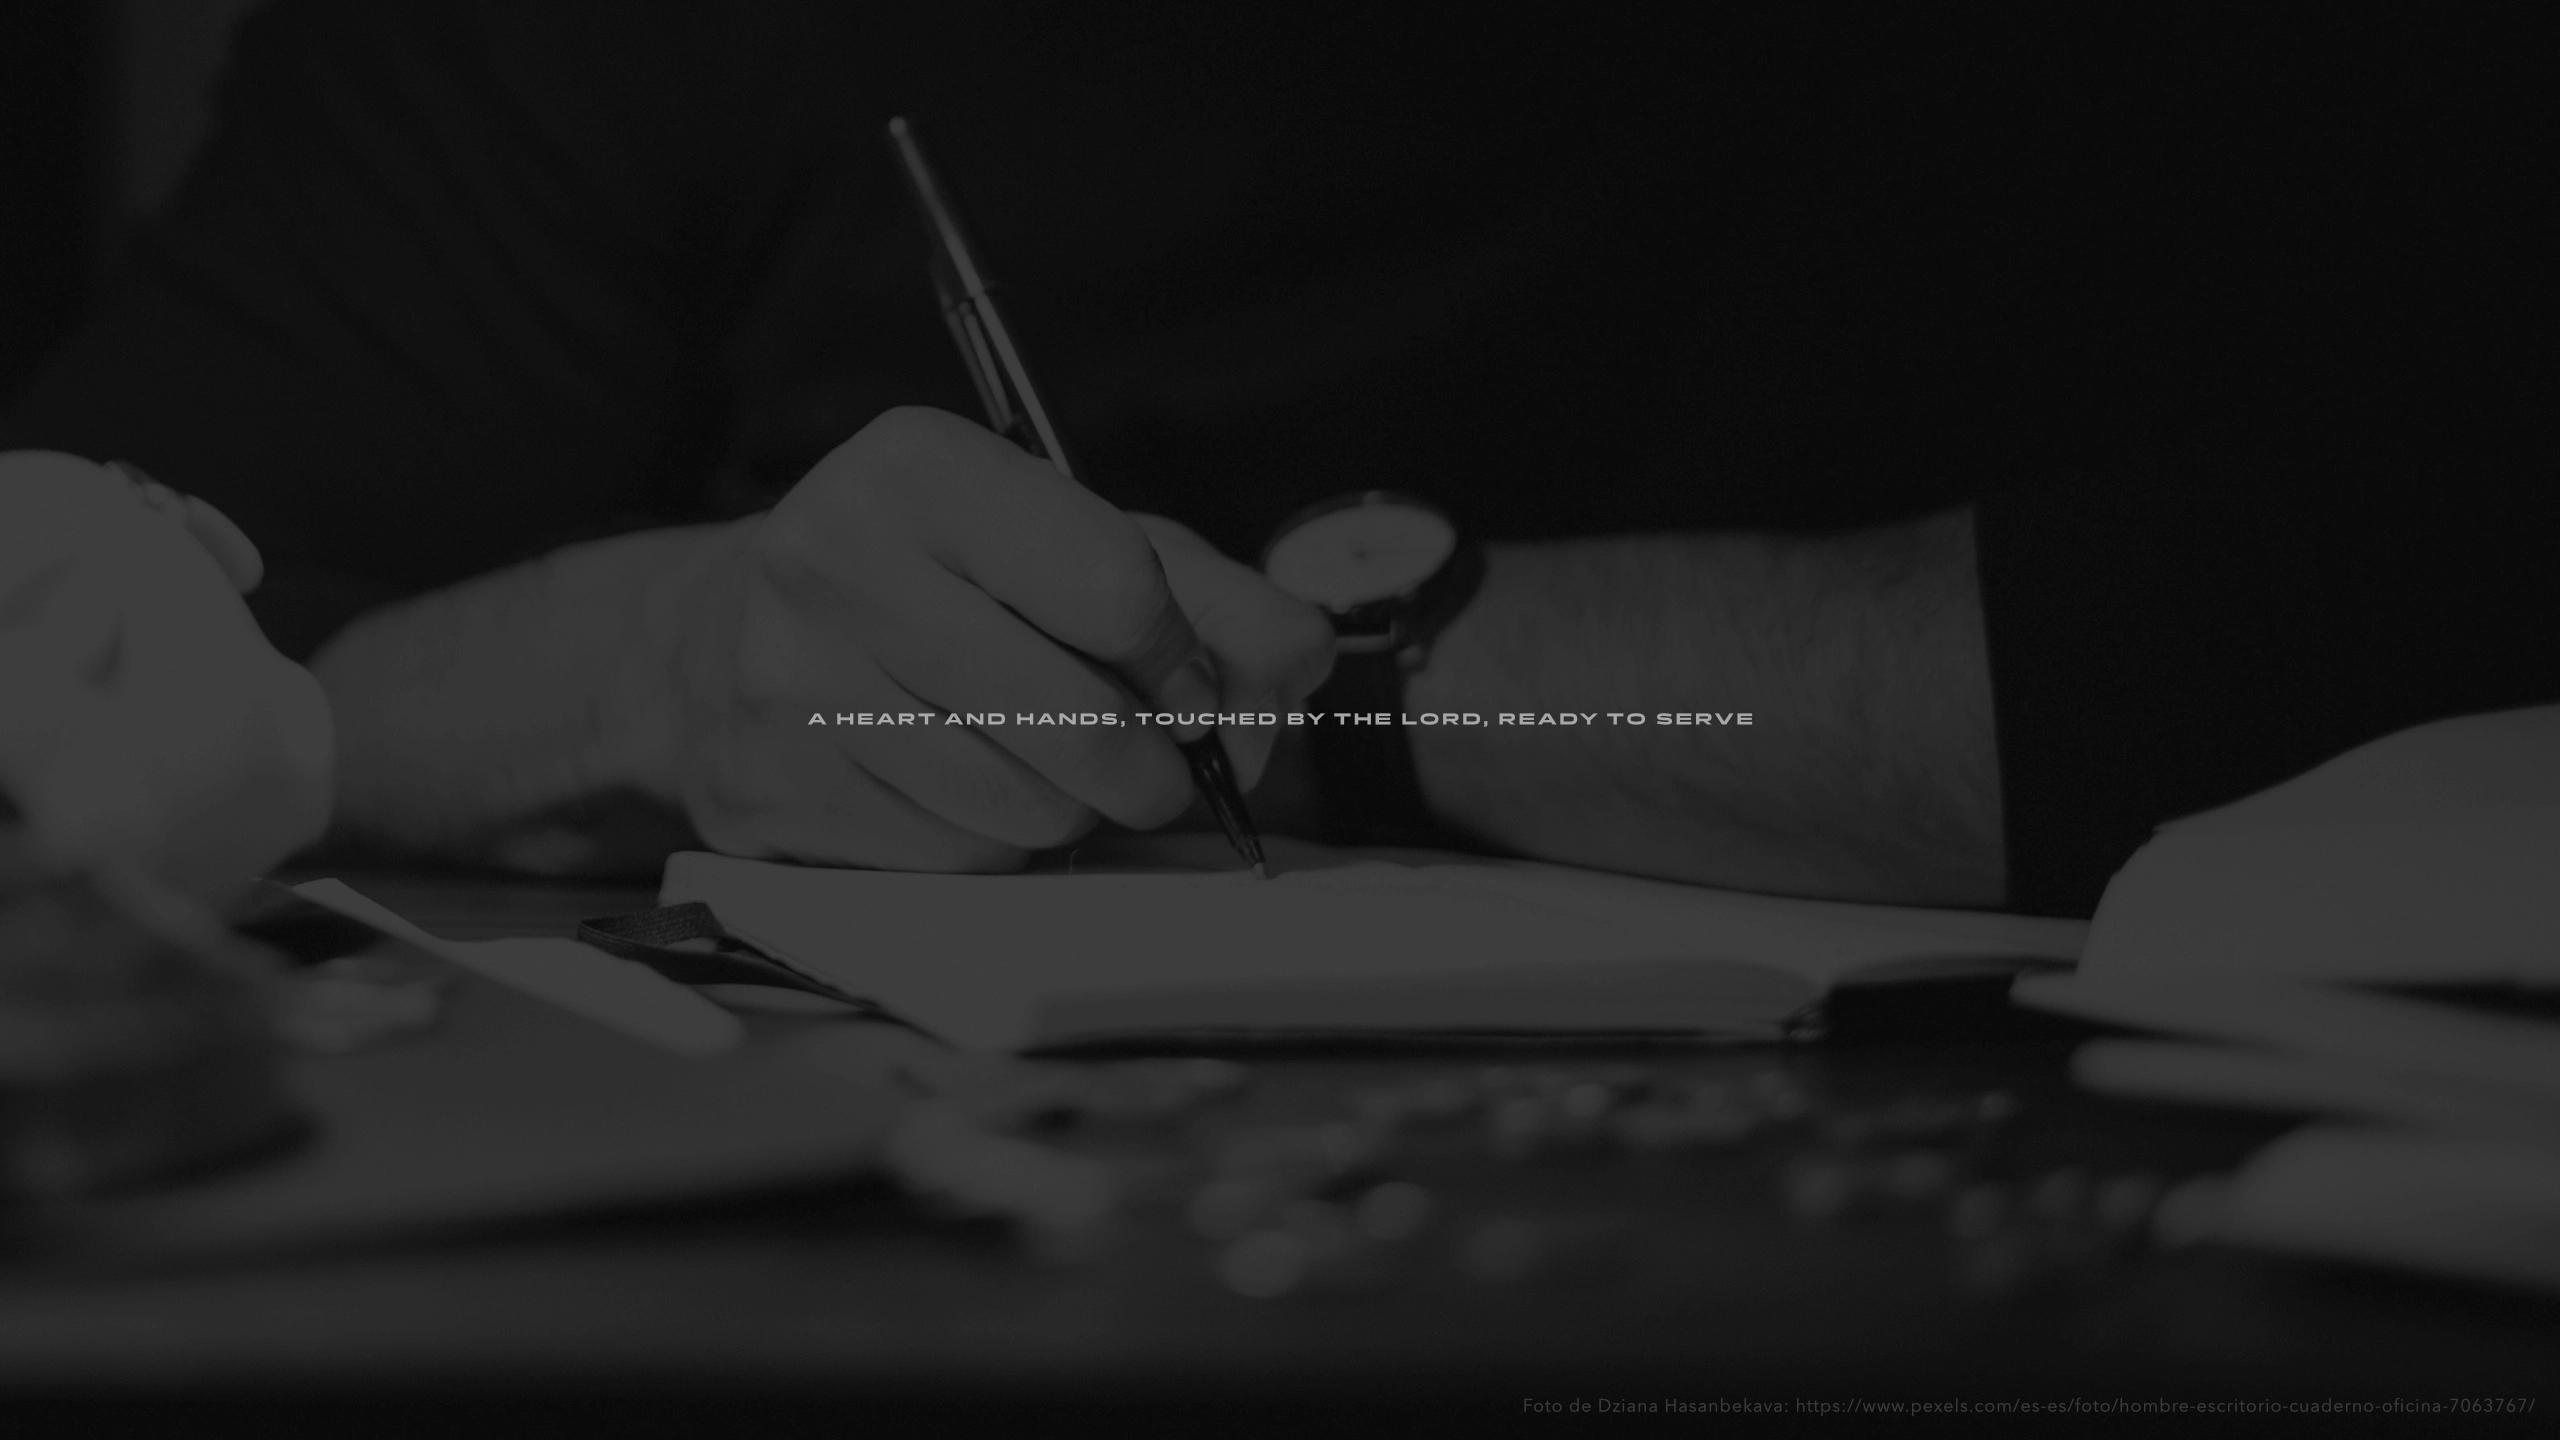 A HEART AND HANDS, TOUCHED BY THE LORD, READY TO SERVE
Foto de Dziana Hasanbekava: https://www.pexels.com/es-es/foto/hombre-escritorio-cuaderno-oficina-7063767/